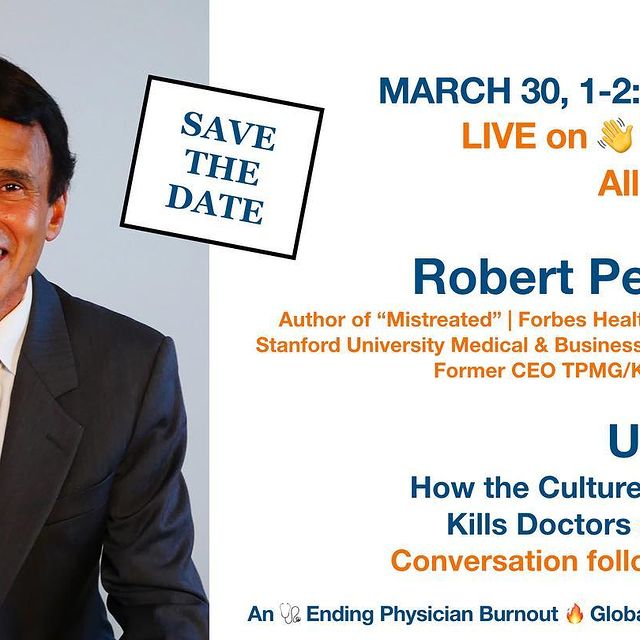 SAVE
THE
DATE
MARCH 30, 1-2:
LIVE on 👋
All
Robert Pe
Author of “Mistreated” | Forbes Healt
Stanford University Medical & Business
Former CEO TPMG/K
U
How the Culture
Kills Doctors
Conversation follo
An 🩺 Ending Physician Burnout 🔥 Globa